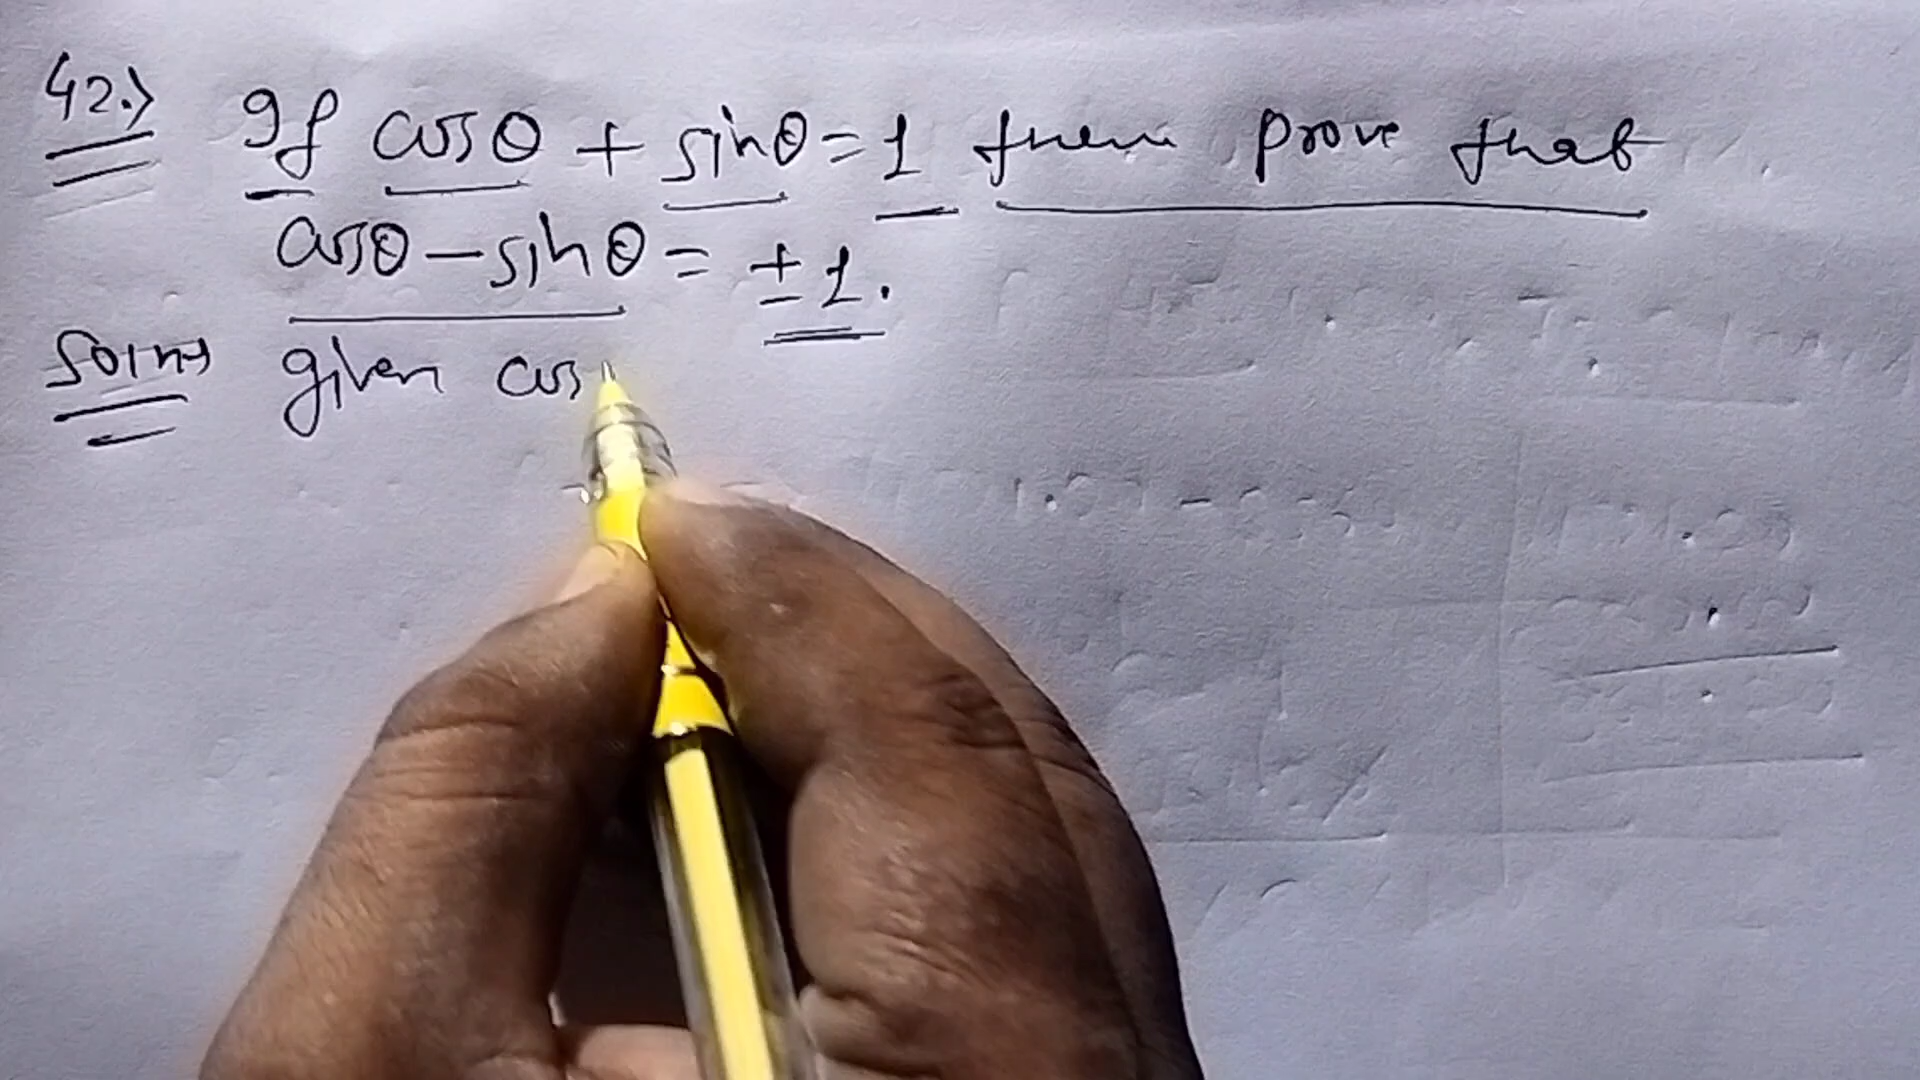 42.) If cosθ + sinθ = 1 then prove that
cosθ - sinθ = ± 1.
Soln → given cos